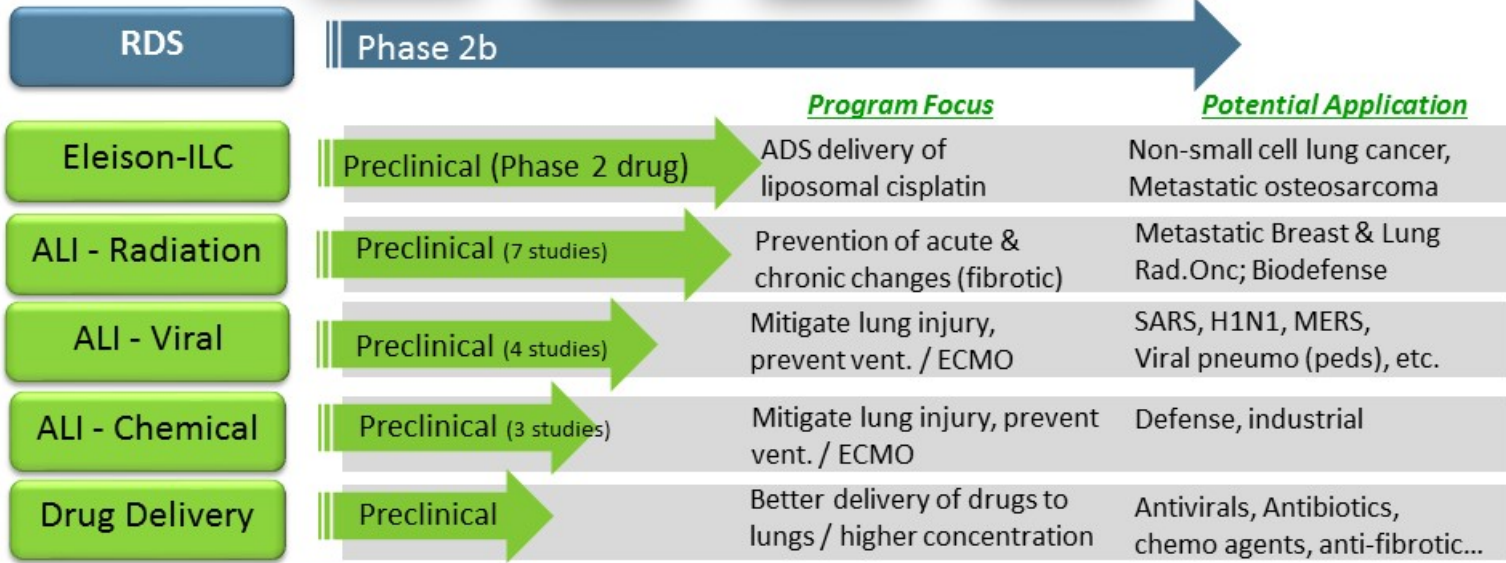 RDS
Phase 2b
Program Focus
Potential Application
Eleison-ILC
Preclinical (Phase 2 drug)
ADS delivery of
liposomal cisplatin
Non-small cell lung cancer,
Metastatic osteosarcoma
ALI - Radiation
Preclinical (7 studies)
Prevention of acute &
chronic changes (fibrotic)
Metastatic Breast & Lung
Rad.Onc; Biodefense
ALI - Viral
Preclinical (4 studies)
Mitigate lung injury,
prevent vent. / ECMO
SARS, H1N1, MERS,
Viral pneumo (peds), etc.
ALI - Chemical
Preclinical (3 studies)
Mitigate lung injury, prevent
vent. / ECMO
Defense, industrial
Drug Delivery
Preclinical
Better delivery of drugs to
lungs / higher concentration
Antivirals, Antibiotics,
chemo agents, anti-fibrotic...